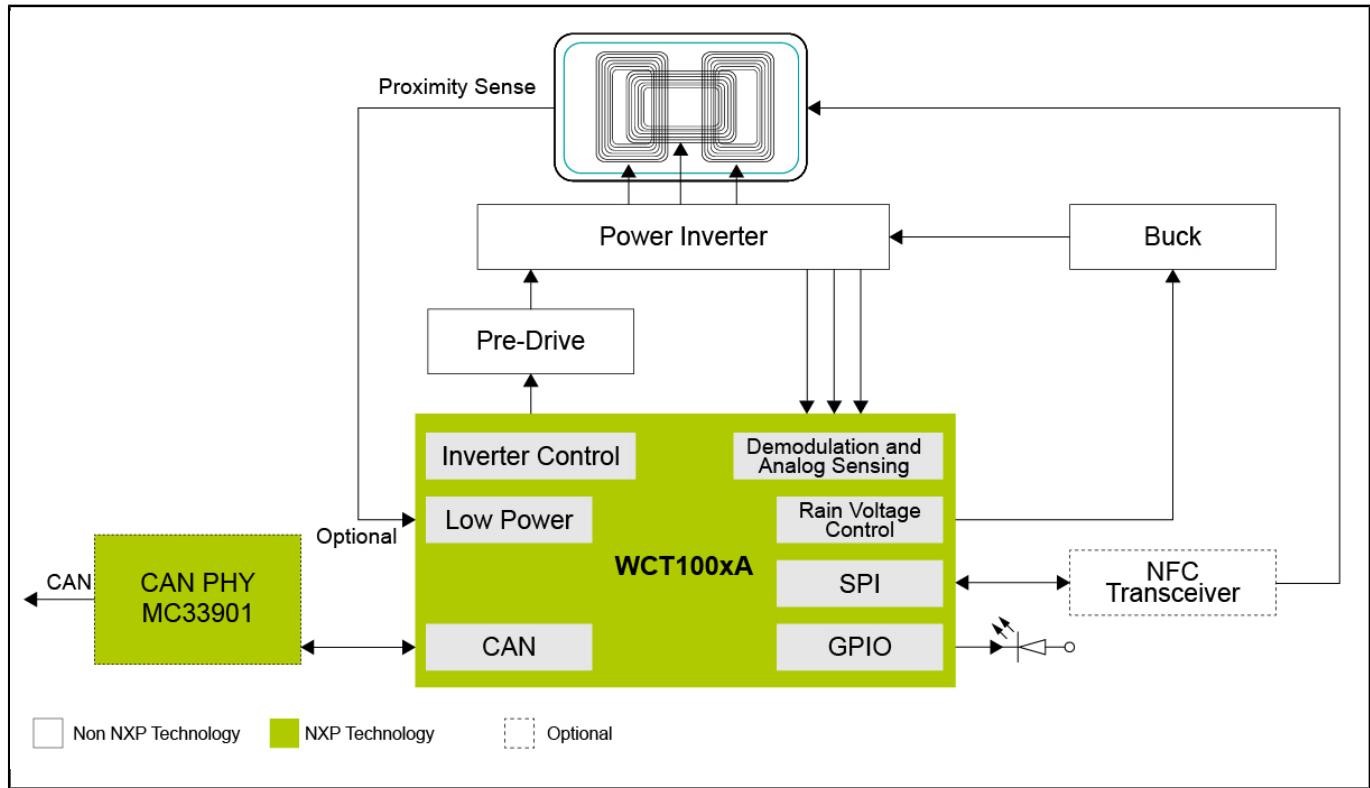 Proximity Sense
Power Inverter
Buck
Pre-Drive
Inverter Control
Demodulation and
Analog Sensing
Low Power
Rain Voltage
Control
Optional
WCT100xA
CAN
CAN PHY
MC33901
SPI
NFC
Transceiver
CAN
GPIO
Non NXP Technology
NXP Technology
Optional